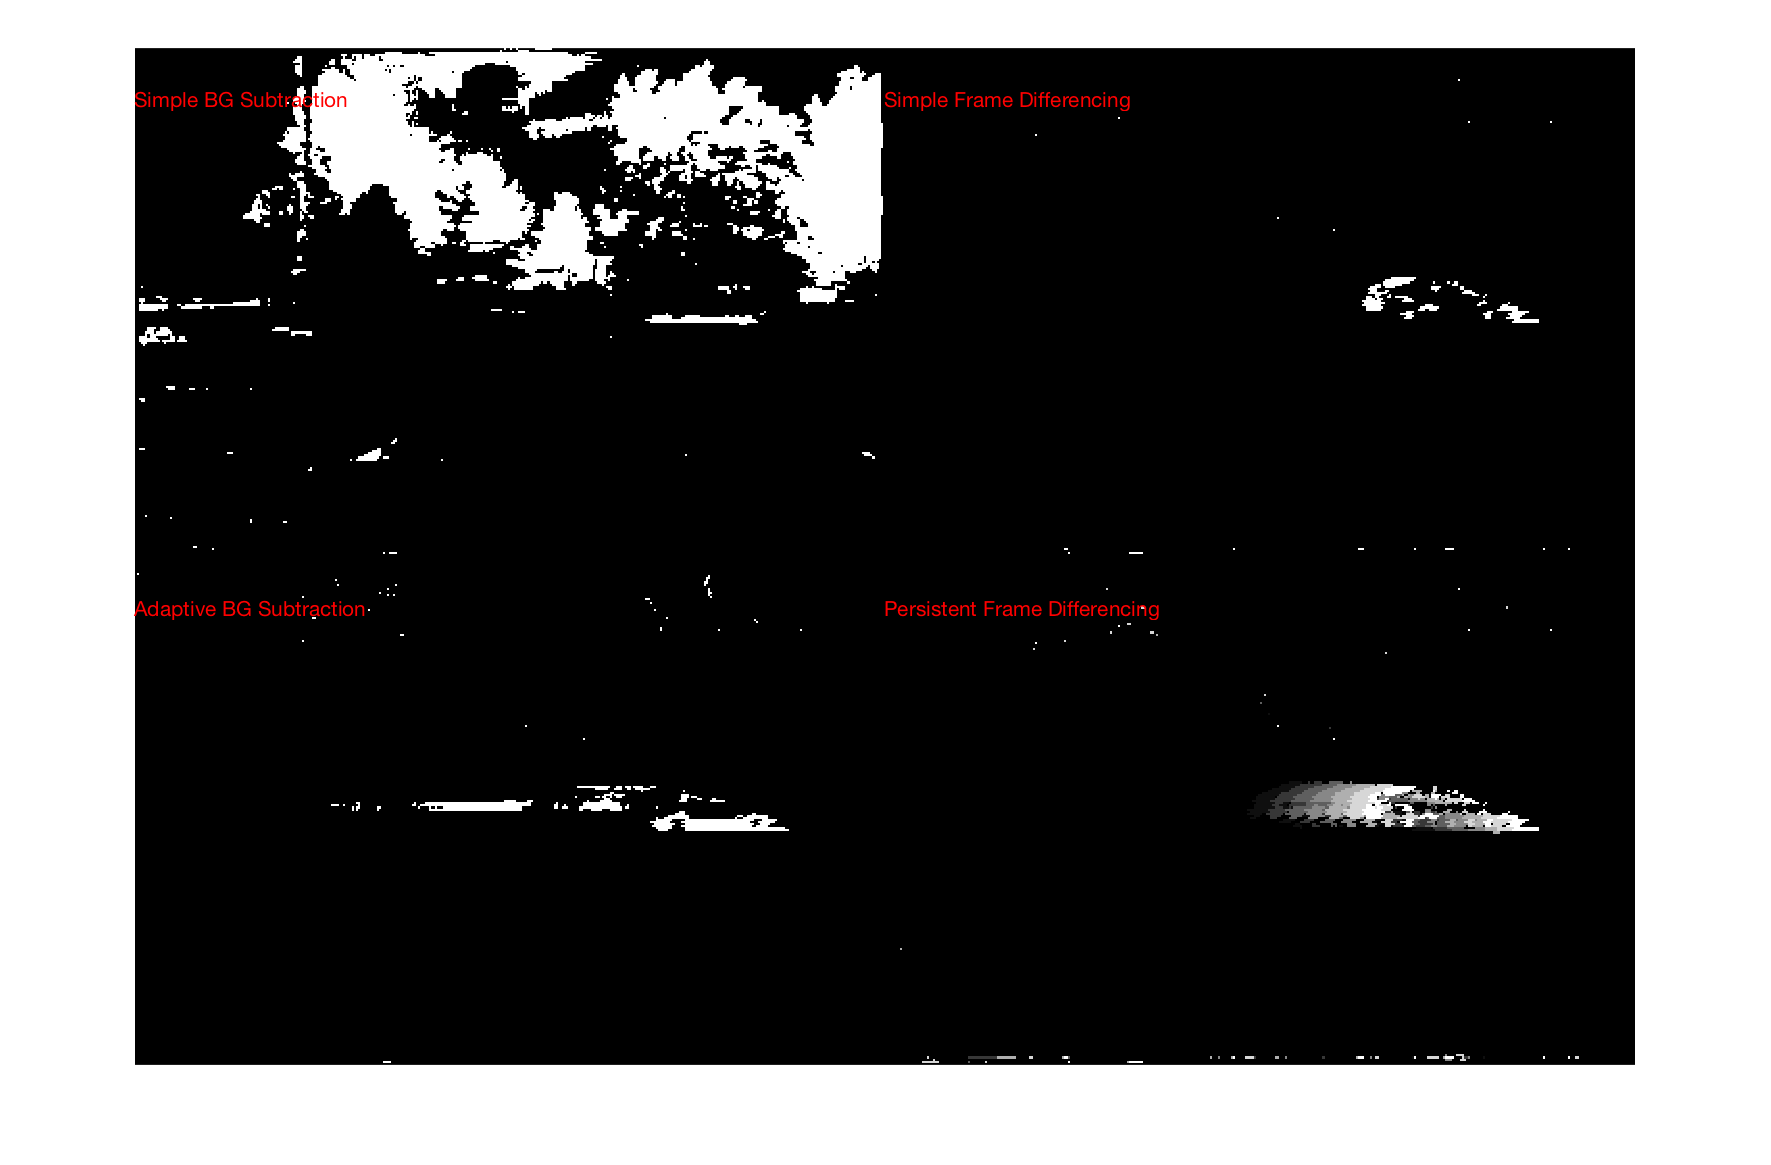 Simple BG Subtraction
Simple Frame Differencing
Adaptive BG Subtraction
Persistent Frame Differencing